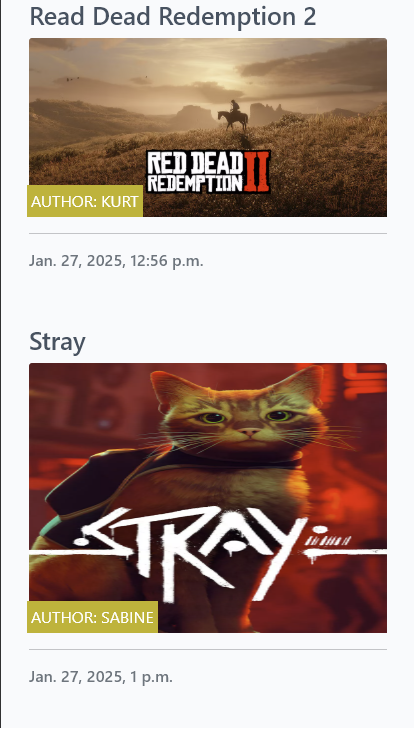 Read Dead Redemption 2
RED DEAD
REDEMPTION II
AUTHOR: KURT
Jan. 27, 2025, 12:56 p.m.
Stray
STRAY
AUTHOR: SABINE
Jan. 27, 2025, 1 p.m.